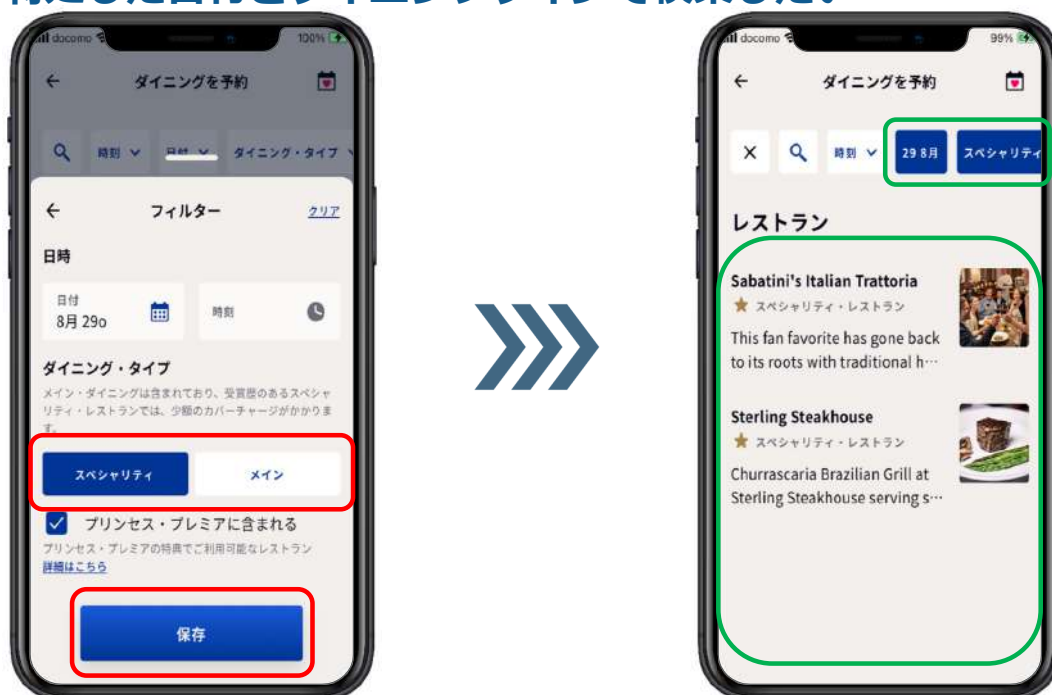 docomo
100%
ダイニングを予約
時刻
日付
ダイニング・タイプ
フィルター
クリア
日時
日付
8月 29o
時刻
ダイニング・タイプ
メイン・ダイニングは含まれており、受賞歴のあるスペシャ
リティ・レストランでは、少額のカバーチャージがかかりま
す。
スペシャリティ
メイン
プリンセス・プレミアに含まれる
プリンセス・プレミアの特典でご利用可能なレストラン
詳細はこちら
保存
docomo
99%
ダイニングを予約
時刻
29 8月
スペシャリティ
レストラン
Sabatini's Italian Trattoria
スペシャリティ・レストラン
This fan favorite has gone back
to its roots with traditional h…
Sterling Steakhouse
スペシャリティ・レストラン
Churrascaria Brazilian Grill at
Sterling Steakhouse serving s…